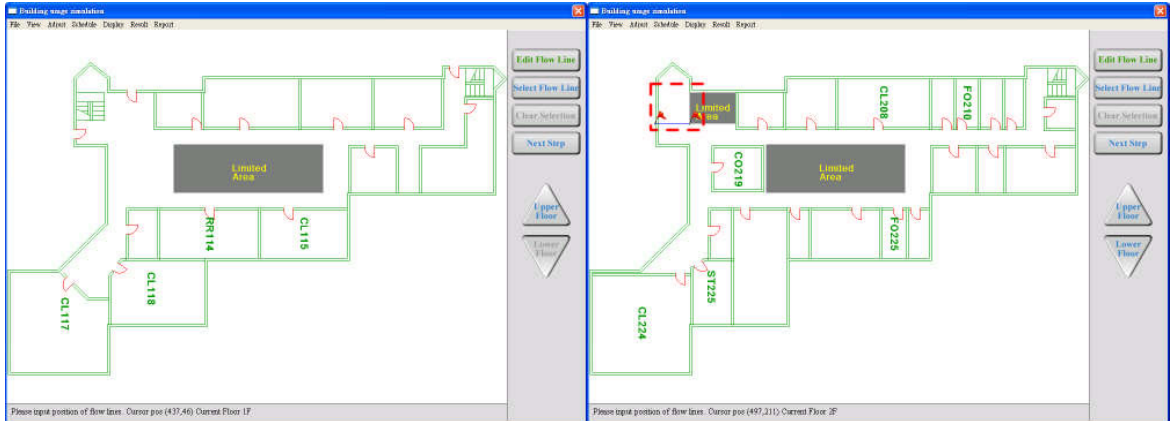 Building usage simulation
File View Adjust Schedule Display Result Report
Edit Flow Line
Select Flow Line
Clear Selection
Next Step
Upper
Floor
Lower
Floor
Limited
Area
RR114
CL115
CL118
CL117
Please input position of flow lines. Cursor pos (437,46) Current Floor 1F
Building usage simulation
File View Adjust Schedule Display Result Report
Edit Flow Line
Select Flow Line
Clear Selection
Next Step
Upper
Floor
Lower
Floor
Limited
Area
CL208
FO210
CO219
Limited
Area
FO225
ST225
CL224
Please input position of flow lines. Cursor pos (497,211) Current Floor 2F